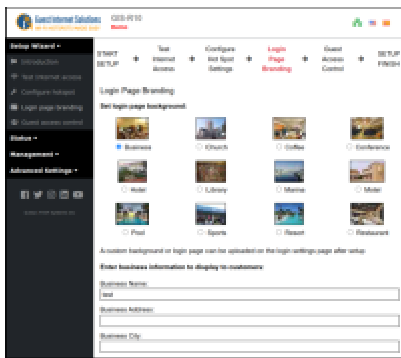 Guest Internet Solutions
GIS-R10
Home
Setup Wizard
Introduction
Test internet access
Configure hotspot
Login page branding
Guest access control
Status
Management
Advanced Settings
START SETUP
Test Internet Access
Configure Hot Spot Settings
Login Page Branding
Guest Access Control
SETUP FINISH
Login Page Branding
Set login page background:
Business Church Coffee Conference
Hotel Library Marina Motel
Pool Sports Resort Restaurant
A custom background or login page can be uploaded on the login settings page after setup
Enter business information to display to customers:
Business Name:
test
Business Address:
Business City: